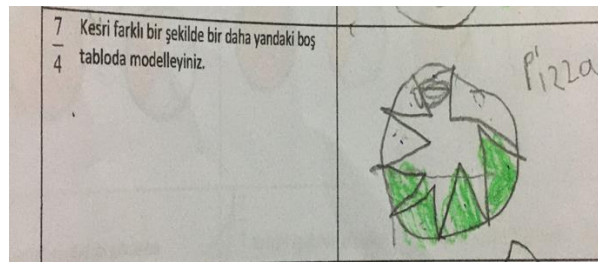 7
4
Kesri farklı bir şekilde bir daha yandaki boş
tabloda modelleyiniz.
Pizza